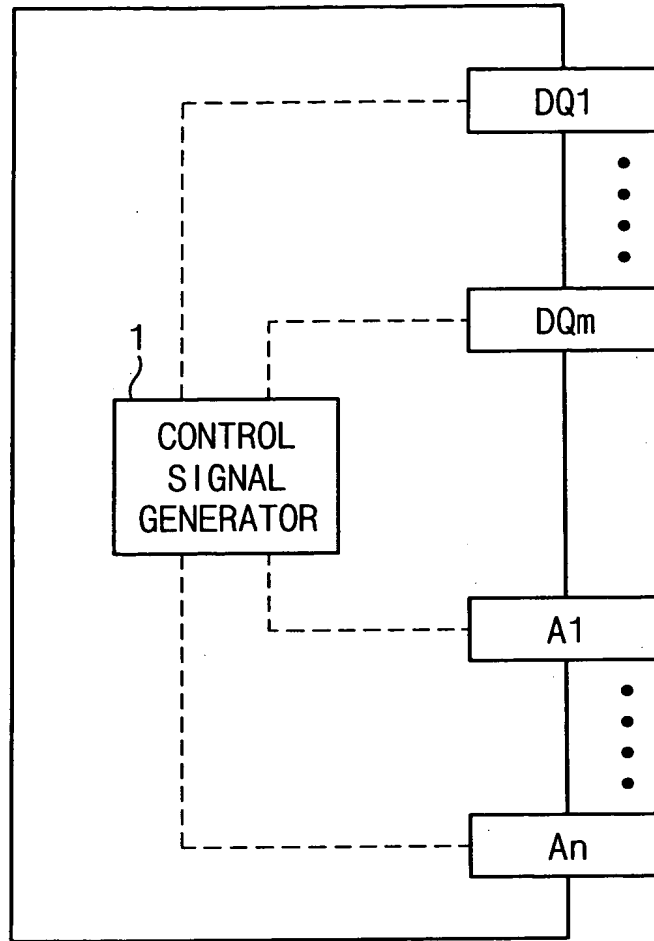 DQ1
DQm
1
CONTROL
SIGNAL
GENERATOR
A1
An